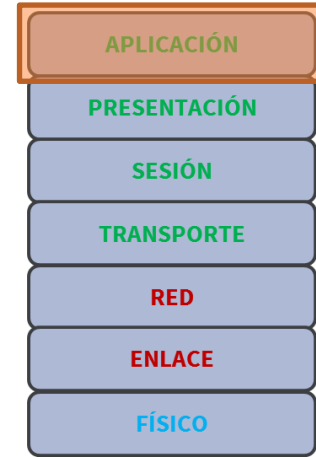 APLICACIÓN
PRESENTACIÓN
SESIÓN
TRANSPORTE
RED
ENLACE
FÍSICO